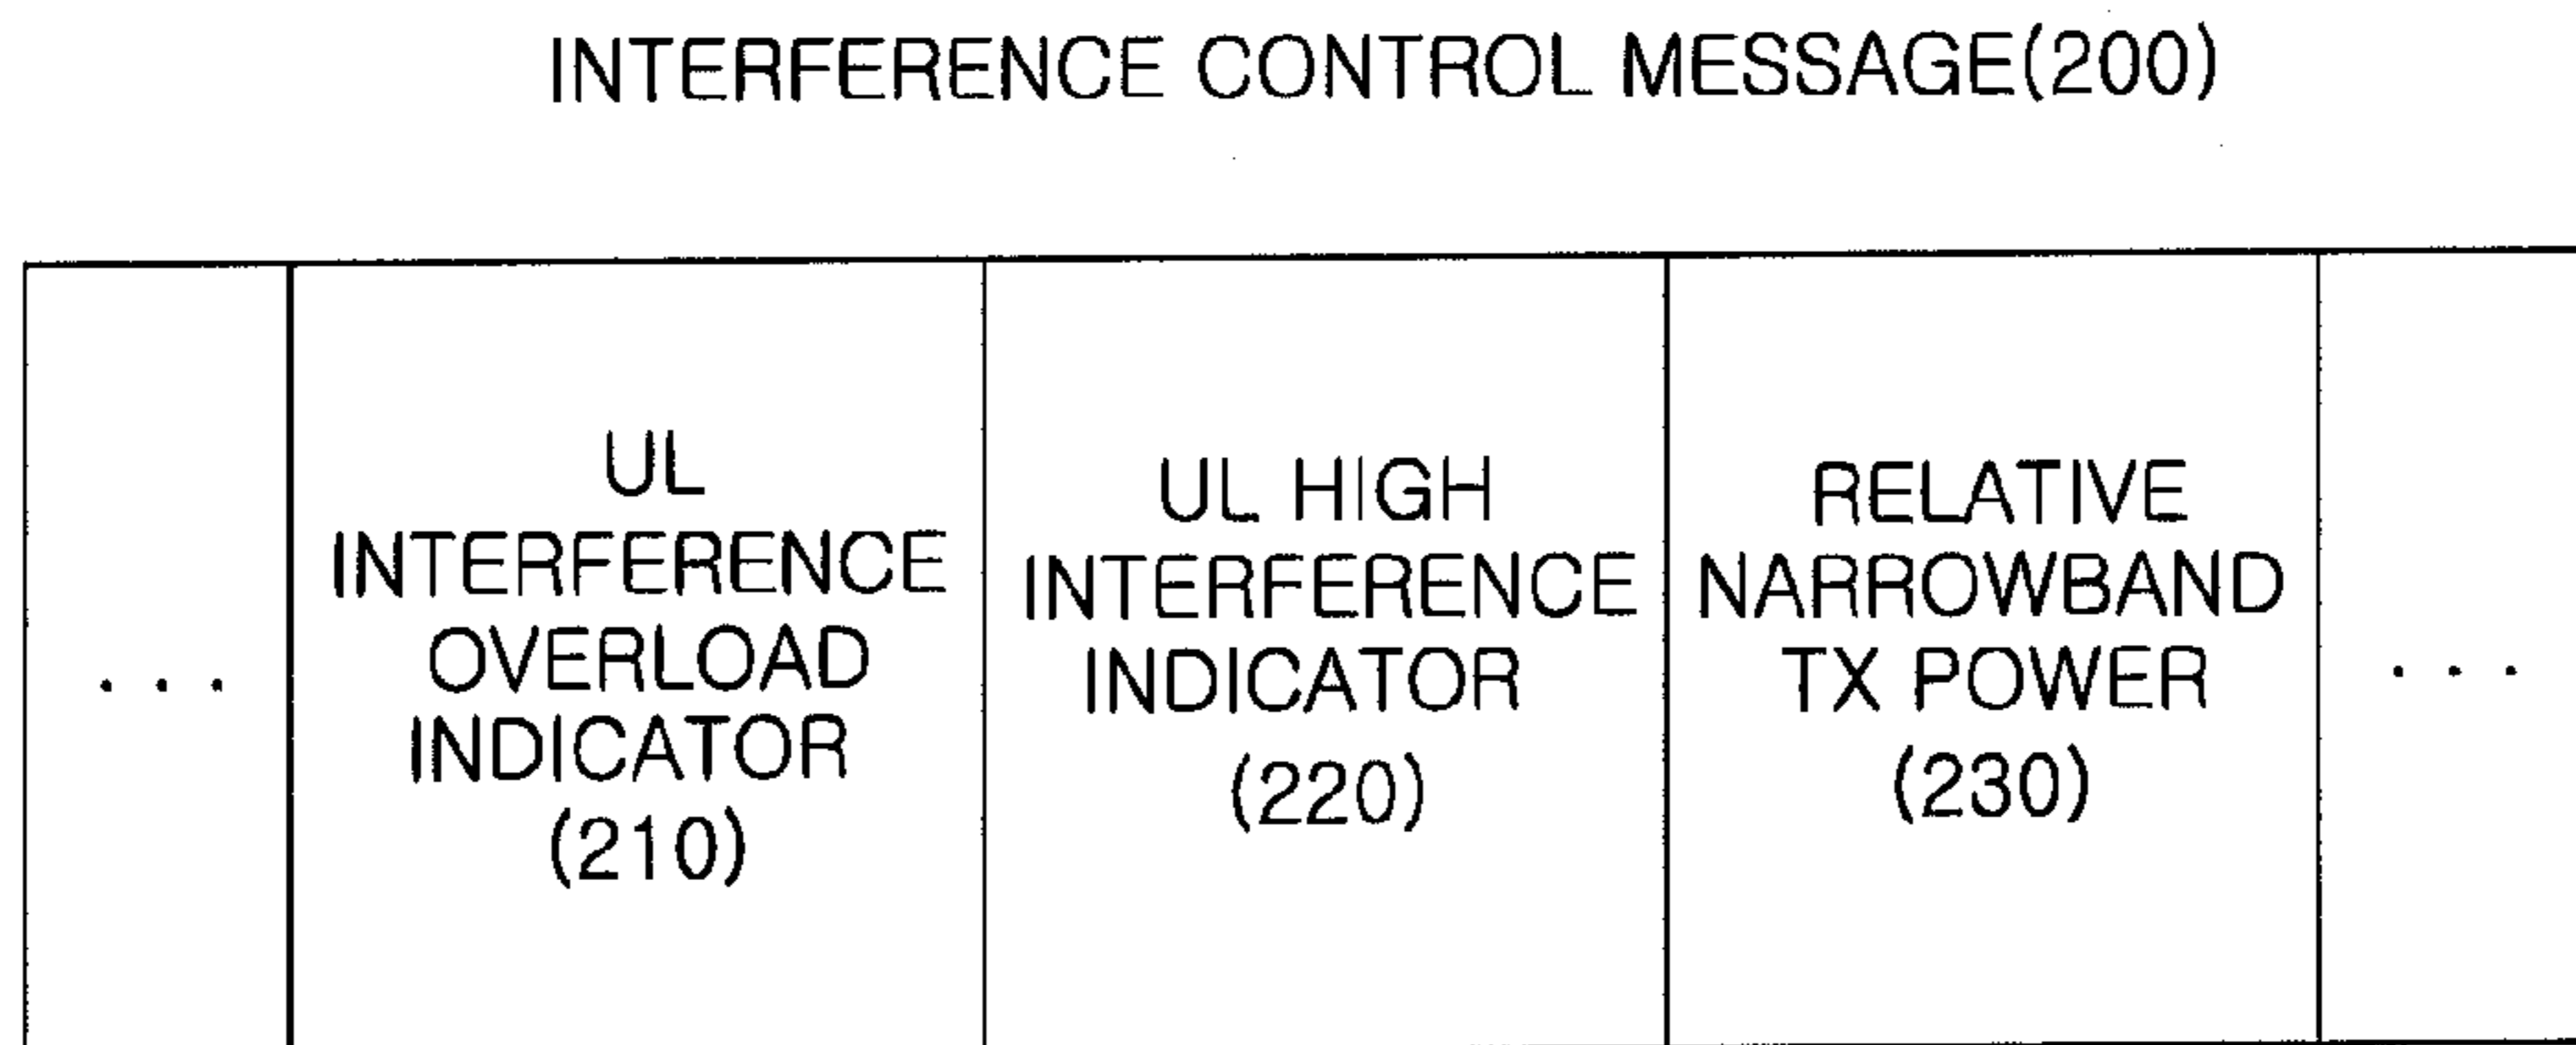 INTERFERENCE CONTROL MESSAGE(200)
. . .
UL
INTERFERENCE
OVERLOAD
INDICATOR
(210)
UL HIGH
INTERFERENCE
INDICATOR
(220)
RELATIVE
NARROWBAND
TX POWER
(230)
. . .